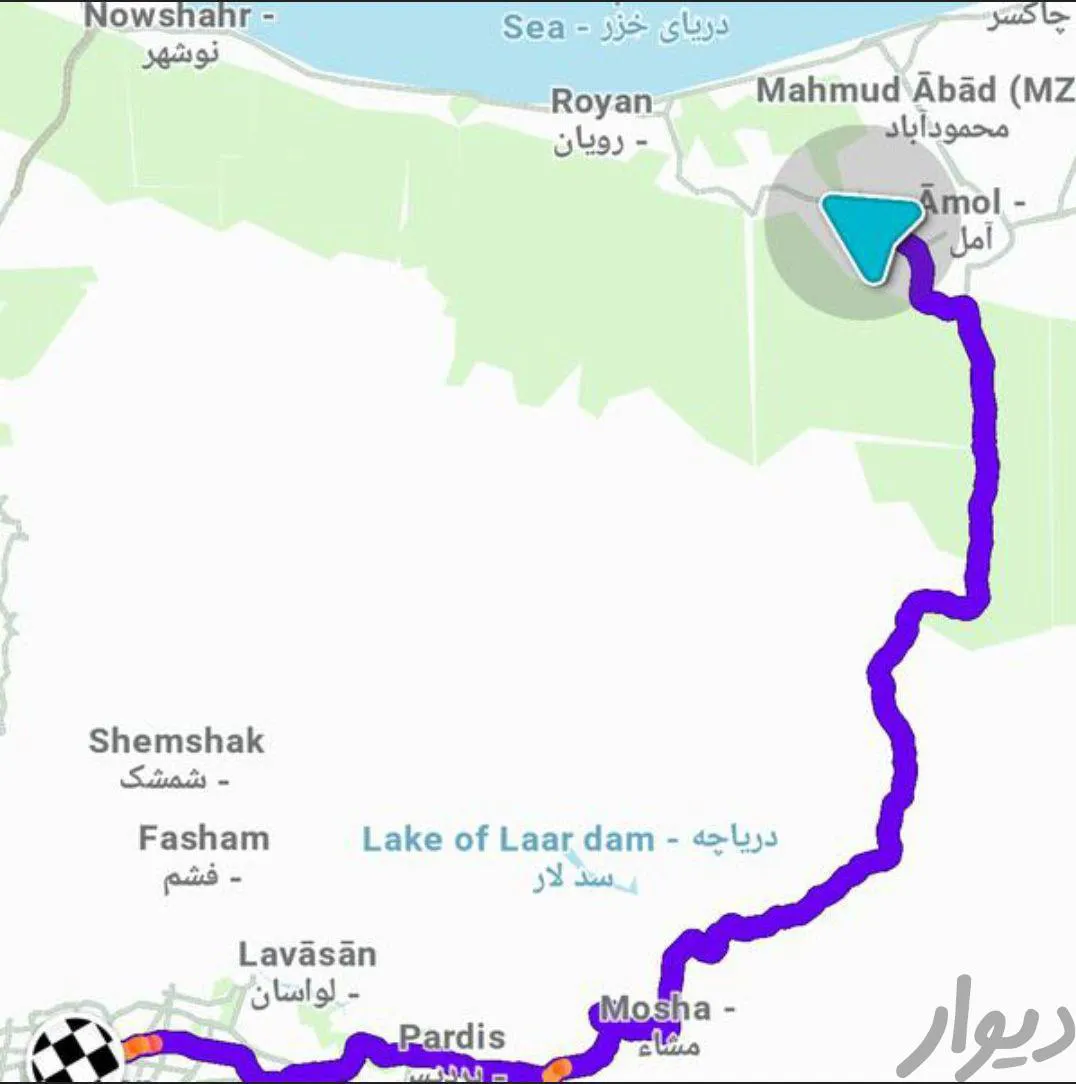 Nowshahr -
نوشهر
Sea - دریای خزر
چاکسر
Royan
رویان -
Mahmud Ābād (MZ
محمودآباد
Āmol -
آمل
Shemshak
شمشک -
Fasham
فشم -
Lake of Laar dam - دریاچه
سد لار
Lavāsān
لواسان -
Mosha -
مشاء
Pardis
پردیس -
دیوار